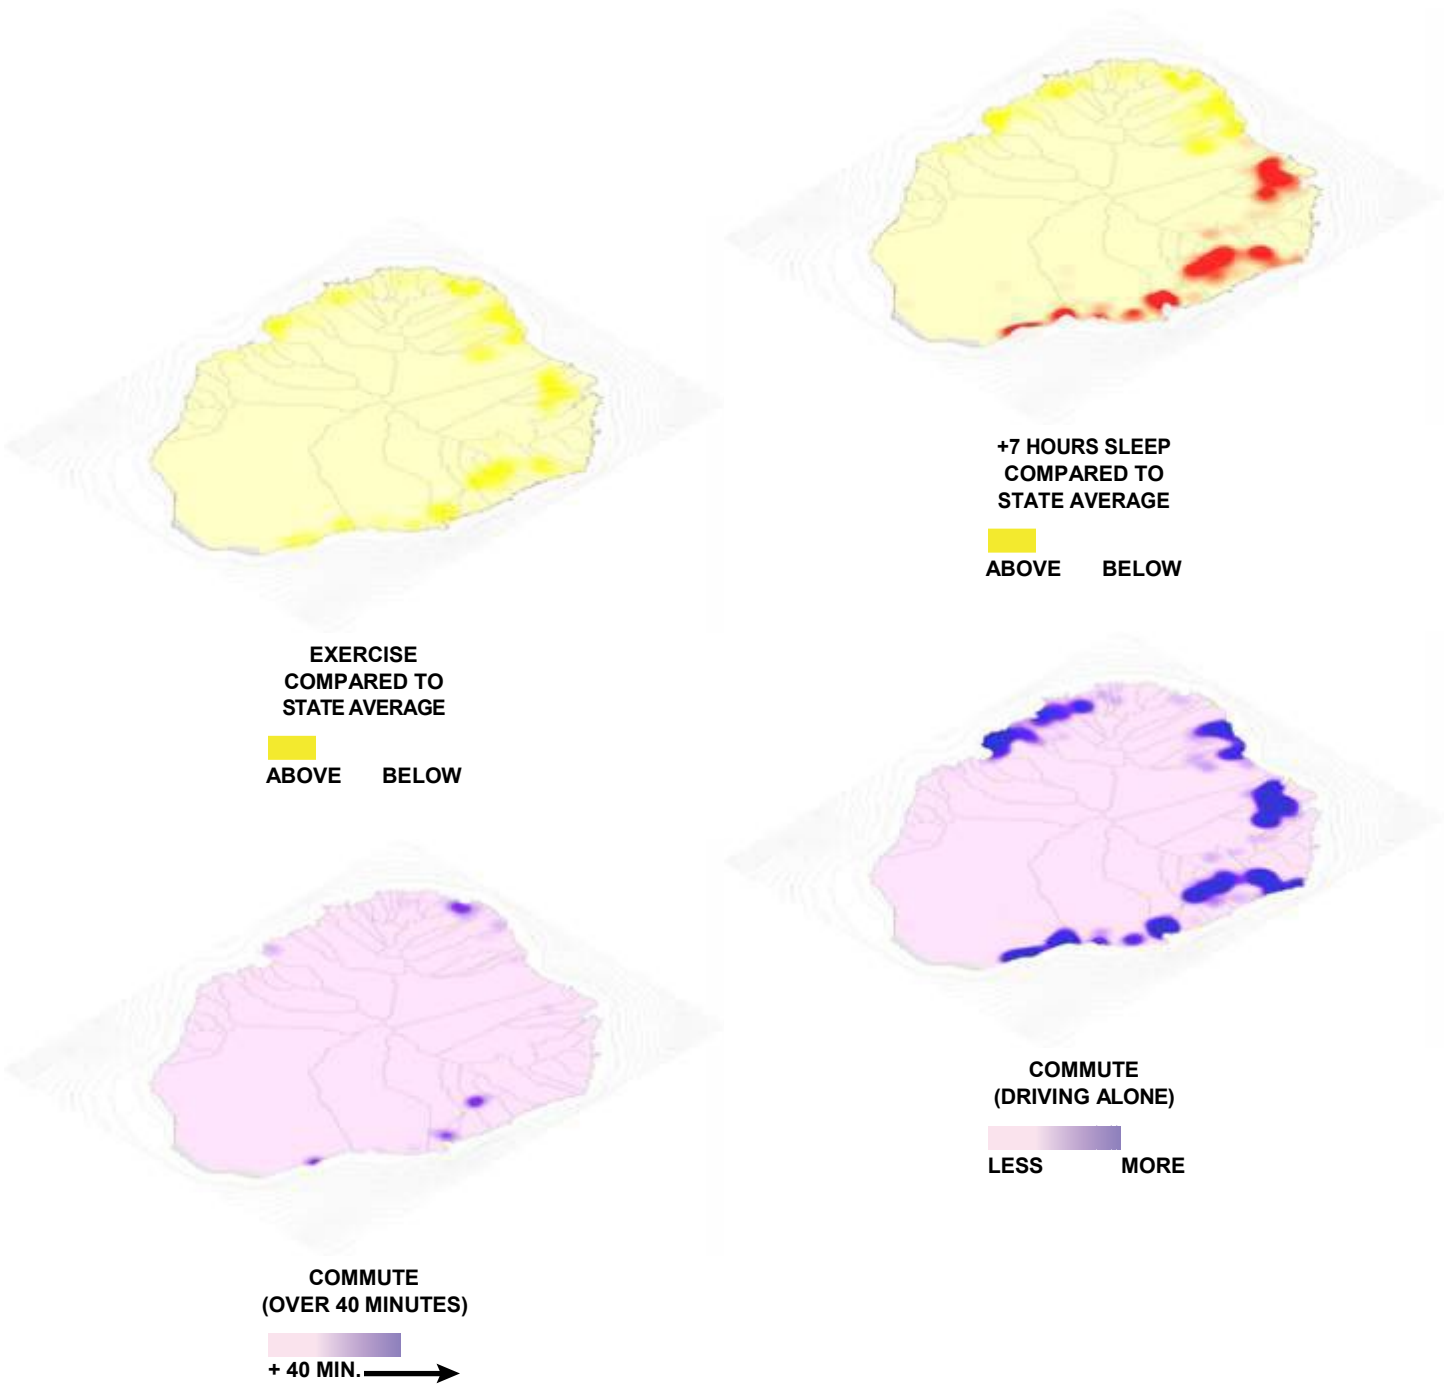 +7 HOURS SLEEP
COMPARED TO
STATE AVERAGE
ABOVE BELOW
EXERCISE
COMPARED TO
STATE AVERAGE
ABOVE BELOW
COMMUTE
(DRIVING ALONE)
LESS MORE
COMMUTE
(OVER 40 MINUTES)
+ 40 MIN.